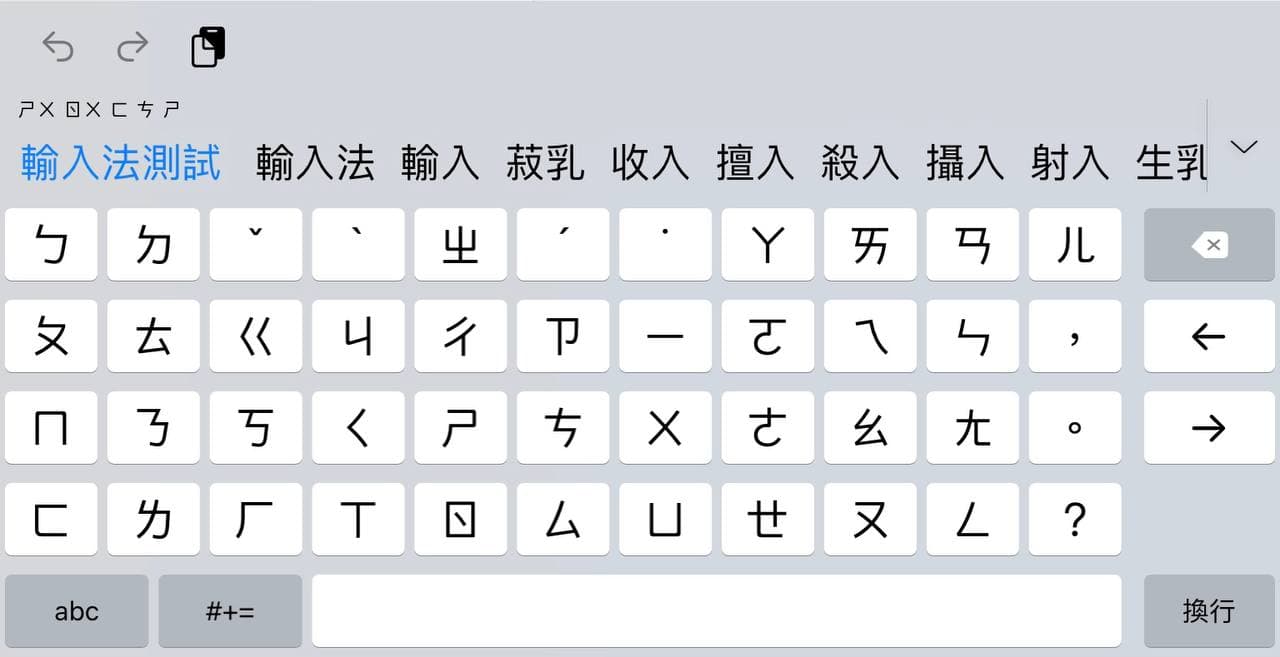 ㄕㄨ ㄖㄨ ㄈ ㄘ ㄕ
輸入法測試 輸入法 輸入 菽乳 收入 擅入 殺入 攝入 射入 生乳
ㄅ ㄉ ˇ ˋ ㄓ ˊ ˙ ㄚ ㄞ ㄢ ㄦ
ㄆ ㄊ ㄍ ㄐ ㄔ ㄗ ㄧ ㄛ ㄟ ㄣ ，
ㄇ ㄋ ㄎ ㄑ ㄕ ㄘ ㄨ ㄜ ㄠ ㄤ 。
ㄈ ㄌ ㄏ ㄒ ㄖ ㄙ ㄩ ㄝ ㄡ ㄥ ?
abc #+= 換行